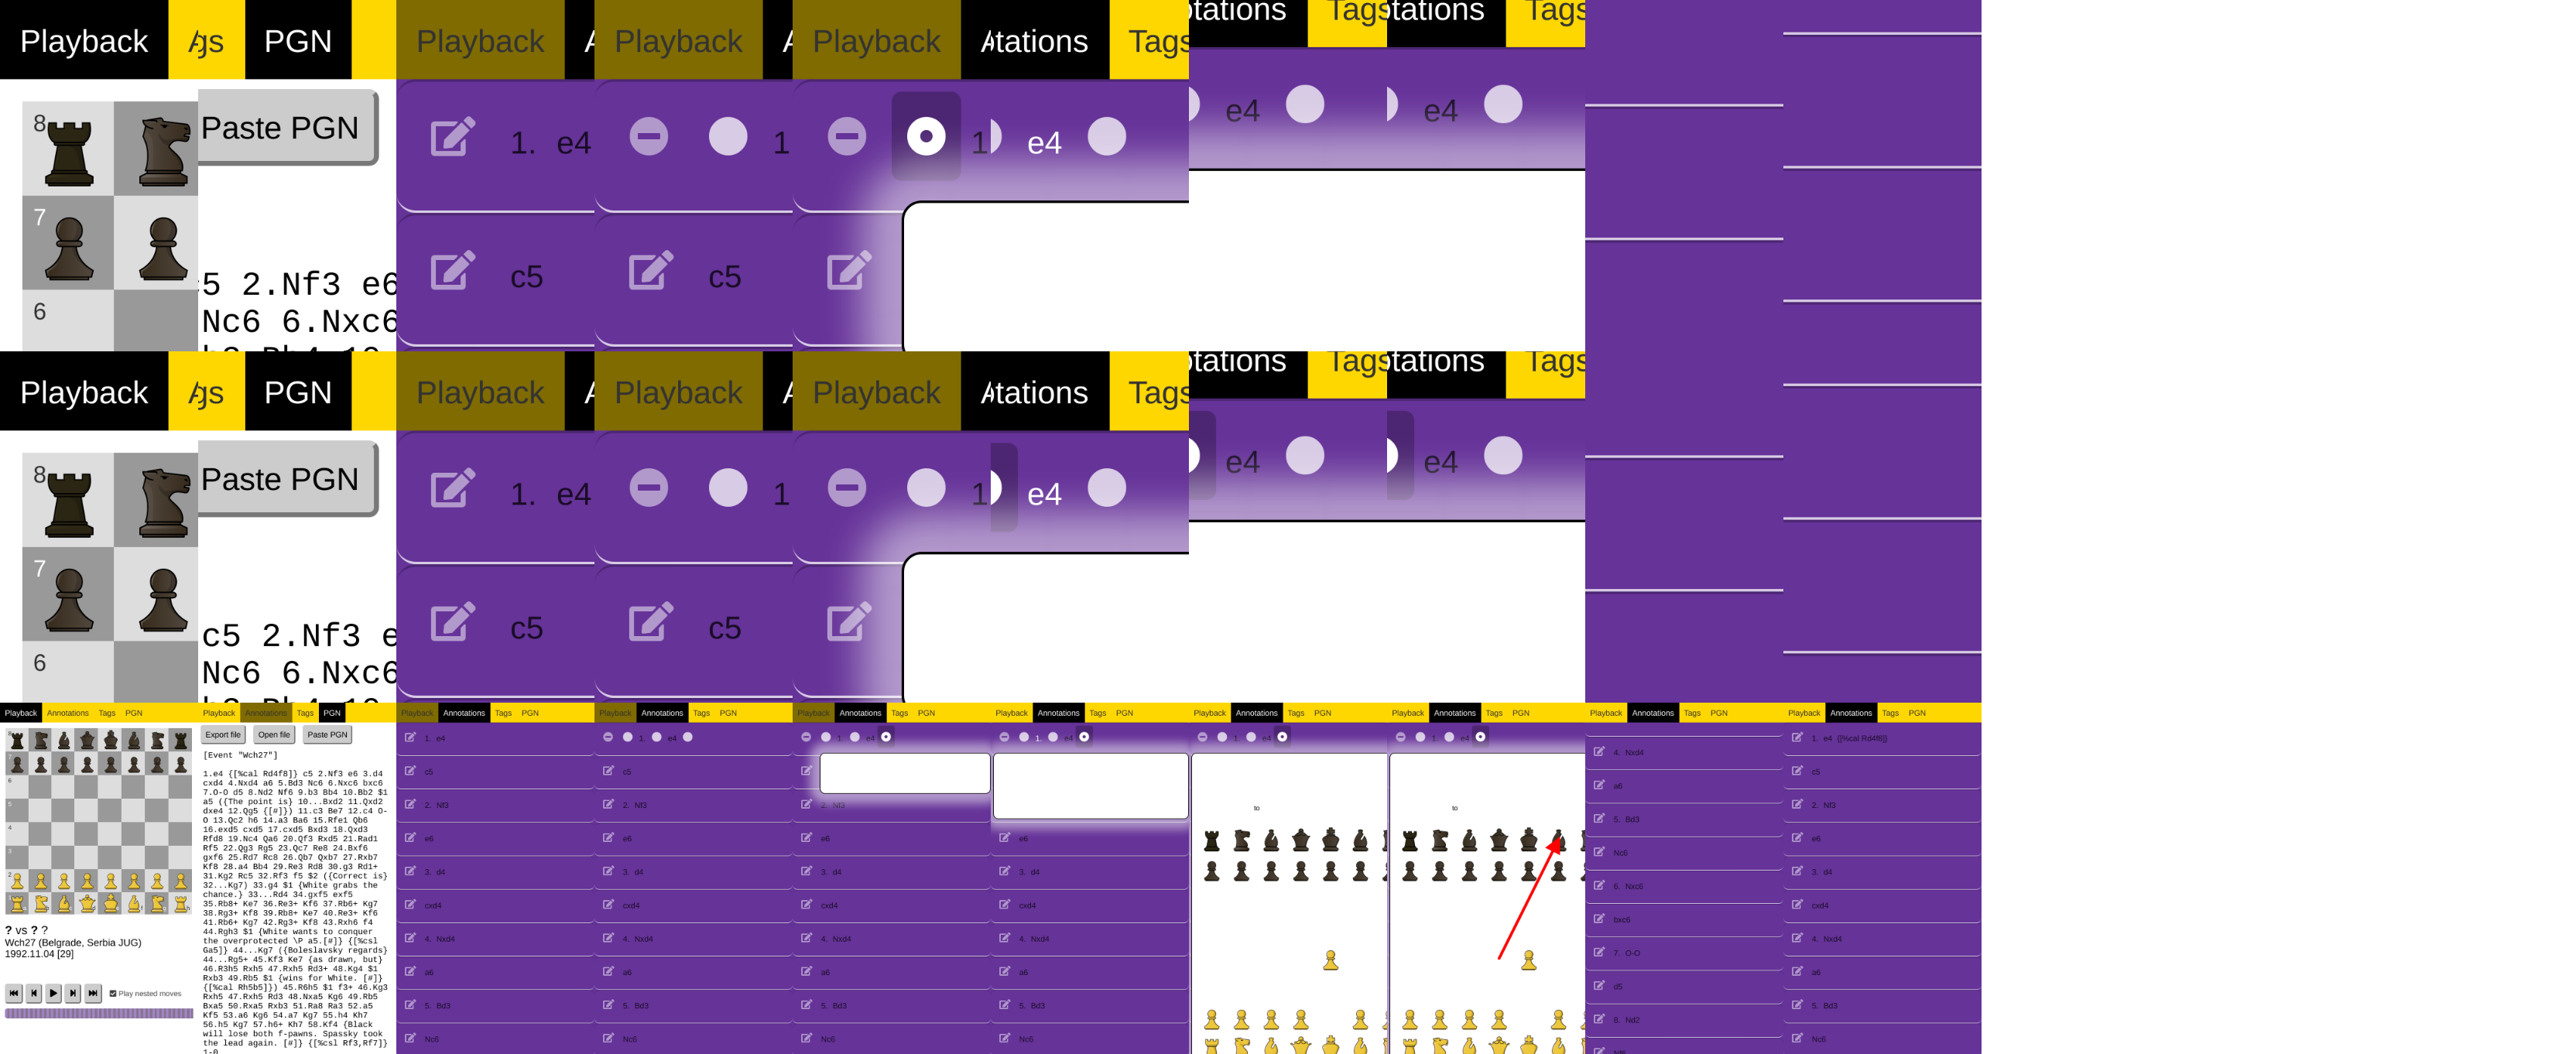 Playback gs PGN Playback Playback Playback tations Tags tations Tags tations Tags
8 Paste PGN 1. e4 1 1 e4 e4 e4
7
c5 c5
5 2.Nf3 e6
6
Nc6 6.Nxc6
Playback gs PGN Playback Playback Playback tations Tags tations Tags tations Tags
8 Paste PGN 1. e4 1 1 e4 e4 e4
7
c5 c5
c5 2.Nf3 e
6
Nc6 6.Nxc6
Playback Annotations Tags PGN
8
7
6
5
4
3
2
? vs ? ?
Wch27 (Belgrade, Serbia JUG)
1992.11.04 [29]
Play nested moves
Playback Annotations Tags PGN
Export file Open file Paste PGN
[Event "Wch27"]
1.e4 {[%cal Rd4f8]} c5 2.Nf3 e6 3.d4
cxd4 4.Nxd4 a6 5.Bd3 Nc6 6.Nxc6 bxc6
7.O-O d5 8.Nd2 Nf6 9.b3 Bb4 10.Bb2 $1
a5 ({The point is} 10...Bxd2 11.Qxd2
dxe4 12.Qg5 {[#]}) 11.c3 Be7 12.c4 O-
O 13.Qc2 h6 14.a3 Ba6 15.Rfe1 Qb6
16.exd5 cxd5 17.cxd5 Bxd3 18.Qxd3
Rfd8 19.Nc4 Qa6 20.Qf3 Rxd5 21.Rad1
Rf5 22.Qg3 Rg5 23.Qc7 Re8 24.Bxf6
gxf6 25.Rd7 Rc8 26.Qb7 Qxb7 27.Rxb7
Kf8 28.a4 Bb4 29.Re3 Rd8 30.g3 Rd1+
31.Kg2 Rc5 32.Rf3 f5 $2 ({Correct is}
32...Kg7) 33.g4 $1 {White grabs the
chance.} 33...Rd4 34.gxf5 exf5
35.Rb8+ Ke7 36.Re3+ Kf6 37.Rb6+ Kg7
38.Rg3+ Kf8 39.Rb8+ Ke7 40.Re3+ Kf6
41.Rb6+ Kg7 42.Rg3+ Kf8 43.Rxh6 f4
44.Rgh3 $1 {White wants to conquer
the overprotected \P a5.[#]} {[%csl
Ga5]} 44...Kg7 ({Boleslavsky regards}
44...Rg5+ 45.Kf3 Ke7 {as drawn, but}
46.R3h5 Rxh5 47.Rxh5 Rd3+ 48.Kg4 $1
Rxb3 49.Rb5 $1 {wins for White. [#]}
{[%cal Rh5b5]}) 45.R6h5 $1 f3+ 46.Kg3
Rxh5 47.Rxh5 Rd3 48.Nxa5 Kg6 49.Rb5
Bxa5 50.Rxa5 Rxb3 51.Ra8 Ra3 52.a5
Kf5 53.a6 Kg6 54.a7 Kg7 55.h4 Kh7
56.h5 Kg7 57.h6+ Kh7 58.Kf4 {Black
will lose both f-pawns. Spassky took
the lead again. [#]} {[%csl Rf3,Rf7]}
1-0
Playback Annotations Tags PGN
1. e4
c5
2. Nf3
e6
3. d4
cxd4
4. Nxd4
a6
5. Bd3
Nc6
Playback Annotations Tags PGN
1. e4
c5
2. Nf3
e6
3. d4
cxd4
4. Nxd4
a6
5. Bd3
Nc6
Playback Annotations Tags PGN
1. e4
2. Nf3
e6
3. d4
cxd4
4. Nxd4
a6
5. Bd3
Nc6
Playback Annotations Tags PGN
1. e4
e6
3. d4
cxd4
4. Nxd4
a6
5. Bd3
Nc6
Playback Annotations Tags PGN
1. e4
to
Playback Annotations Tags PGN
1. e4
to
Playback Annotations Tags PGN
4. Nxd4
a6
5. Bd3
Nc6
6. Nxc6
bxc6
7. O-O
d5
8. Nd2
Playback Annotations Tags PGN
1. e4 {[%cal Rd4f8]}
c5
2. Nf3
e6
3. d4
cxd4
4. Nxd4
a6
5. Bd3
Nc6